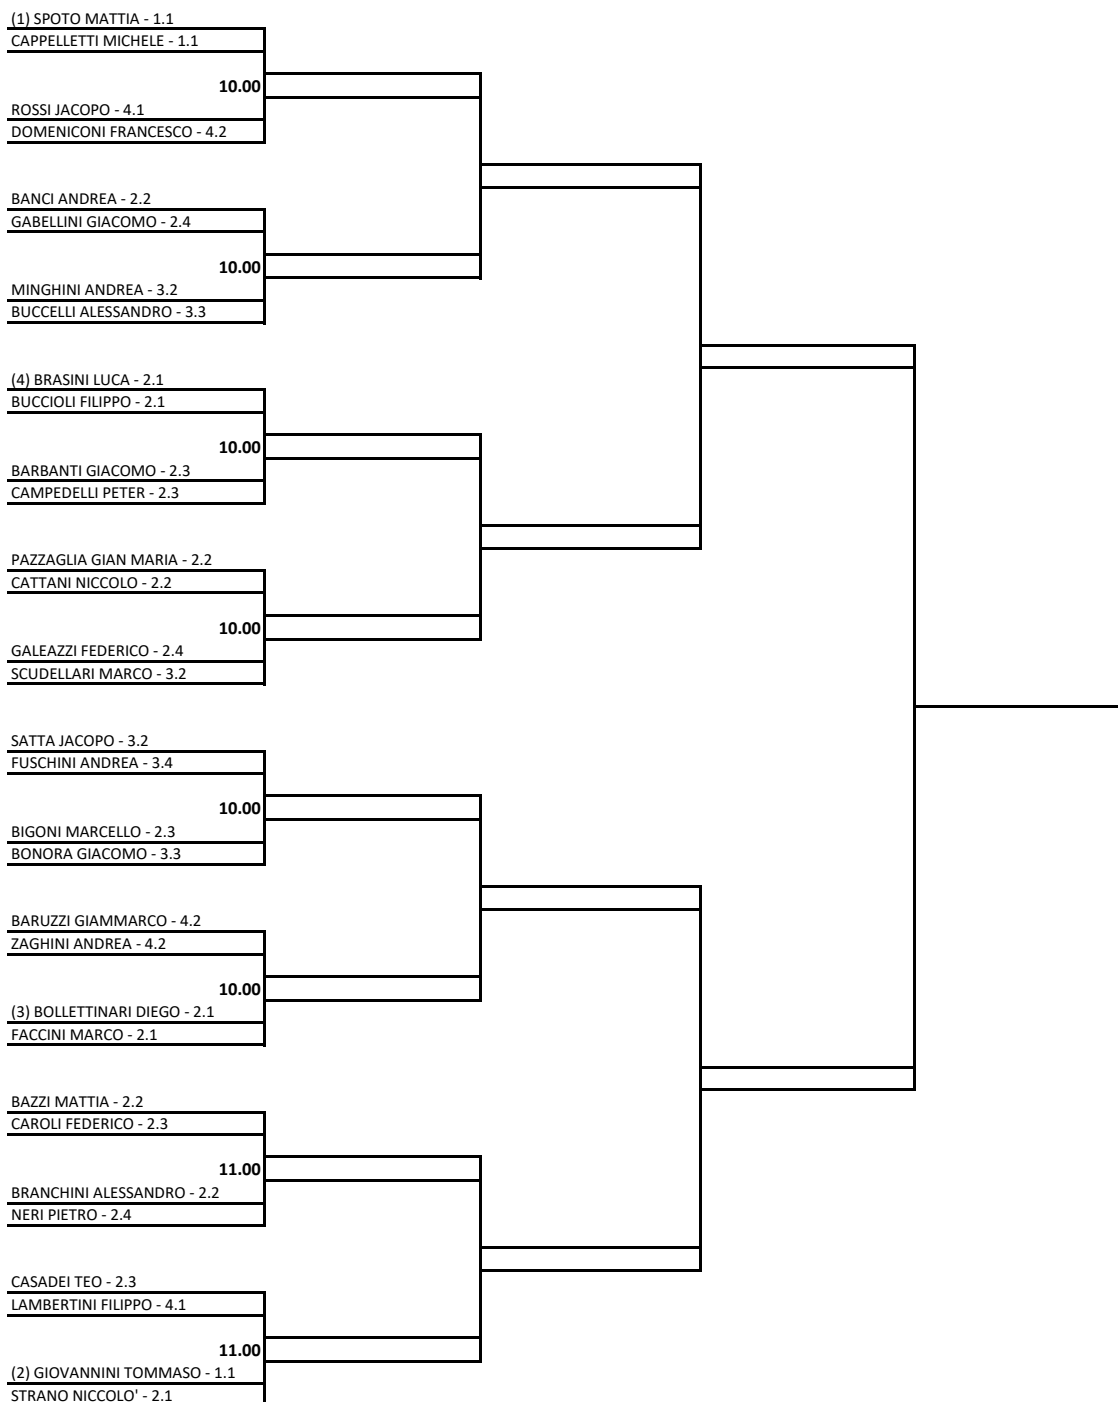 (1) SPOTO MATTIA - 1.1
CAPPELLETTI MICHELE - 1.1
10.00
ROSSI JACOPO - 4.1
DOMENICONI FRANCESCO - 4.2
BANCI ANDREA - 2.2
GABELLINI GIACOMO - 2.4
10.00
MINGHINI ANDREA - 3.2
BUCCELLI ALESSANDRO - 3.3
(4) BRASINI LUCA - 2.1
BUCCIOLI FILIPPO - 2.1
10.00
BARBANTI GIACOMO - 2.3
CAMPEDELLI PETER - 2.3
PAZZAGLIA GIAN MARIA - 2.2
CATTANI NICCOLO - 2.2
10.00
GALEAZZI FEDERICO - 2.4
SCUDELLARI MARCO - 3.2
SATTA JACOPO - 3.2
FUSCHINI ANDREA - 3.4
10.00
BIGONI MARCELLO - 2.3
BONORA GIACOMO - 3.3
BARUZZI GIAMMARCO - 4.2
ZAGHINI ANDREA - 4.2
10.00
(3) BOLLETTINARI DIEGO - 2.1
FACCINI MARCO - 2.1
BAZZI MATTIA - 2.2
CAROLI FEDERICO - 2.3
11.00
BRANCHINI ALESSANDRO - 2.2
NERI PIETRO - 2.4
CASADEI TEO - 2.3
LAMBERTINI FILIPPO - 4.1
11.00
(2) GIOVANNINI TOMMASO - 1.1
STRANO NICCOLO' - 2.1